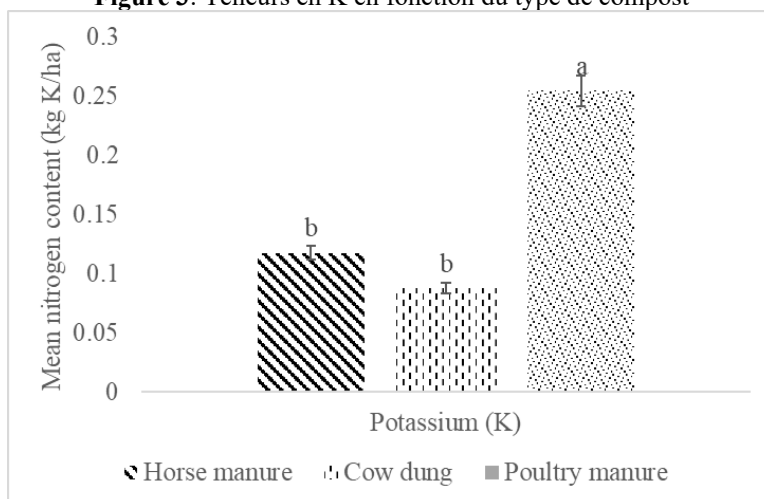 Figure 3: Teneurs en K en fonction du type de compost
Mean nitrogen content (kg K/ha)
0.3
0.25
0.2
0.15
0.1
0.05
0
b
b
a
Potassium (K)
Horse manure
Cow dung
Poultry manure